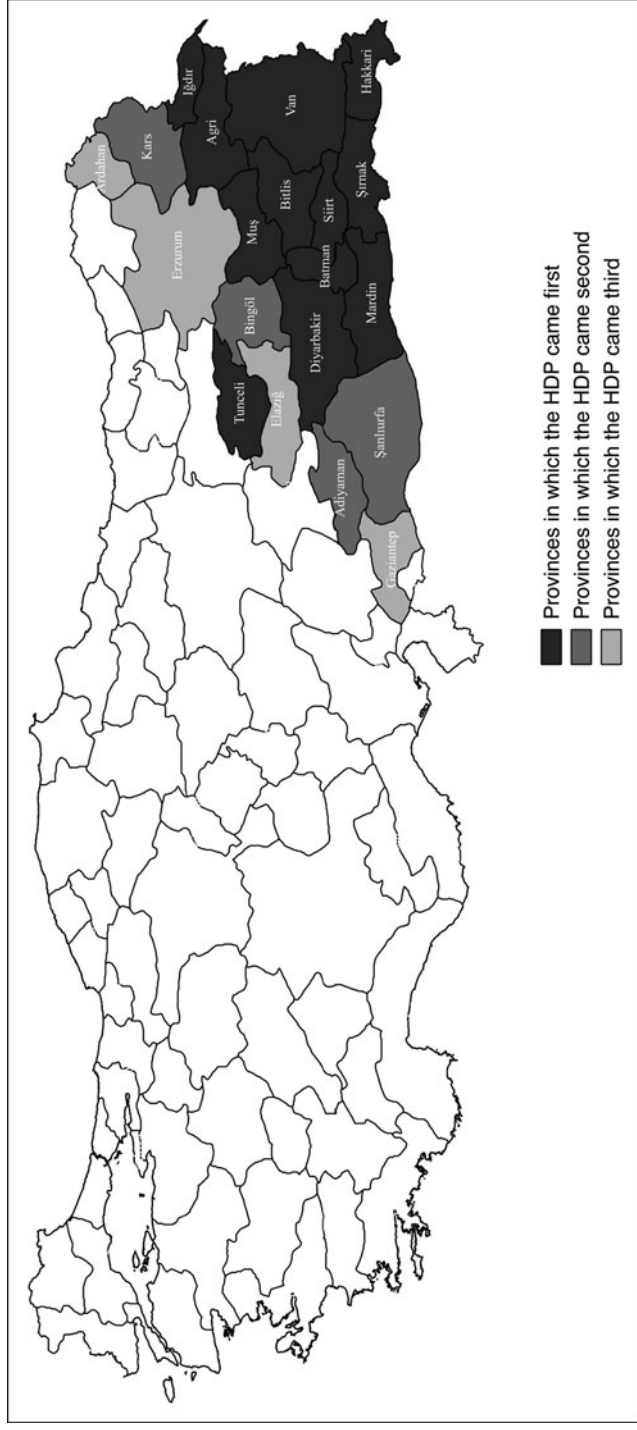 Ardahan
Kars
Iğdır
Agri
Erzurum
Muş
Van
Bitlis
Hakkari
Bingöl
Tunceli
Elazığ
Siirt
Şırnak
Batman
Diyarbakir
Mardin
Adiyaman
Şanlıurfa
Gaziantep
Provinces in which the HDP came first
Provinces in which the HDP came second
Provinces in which the HDP came third